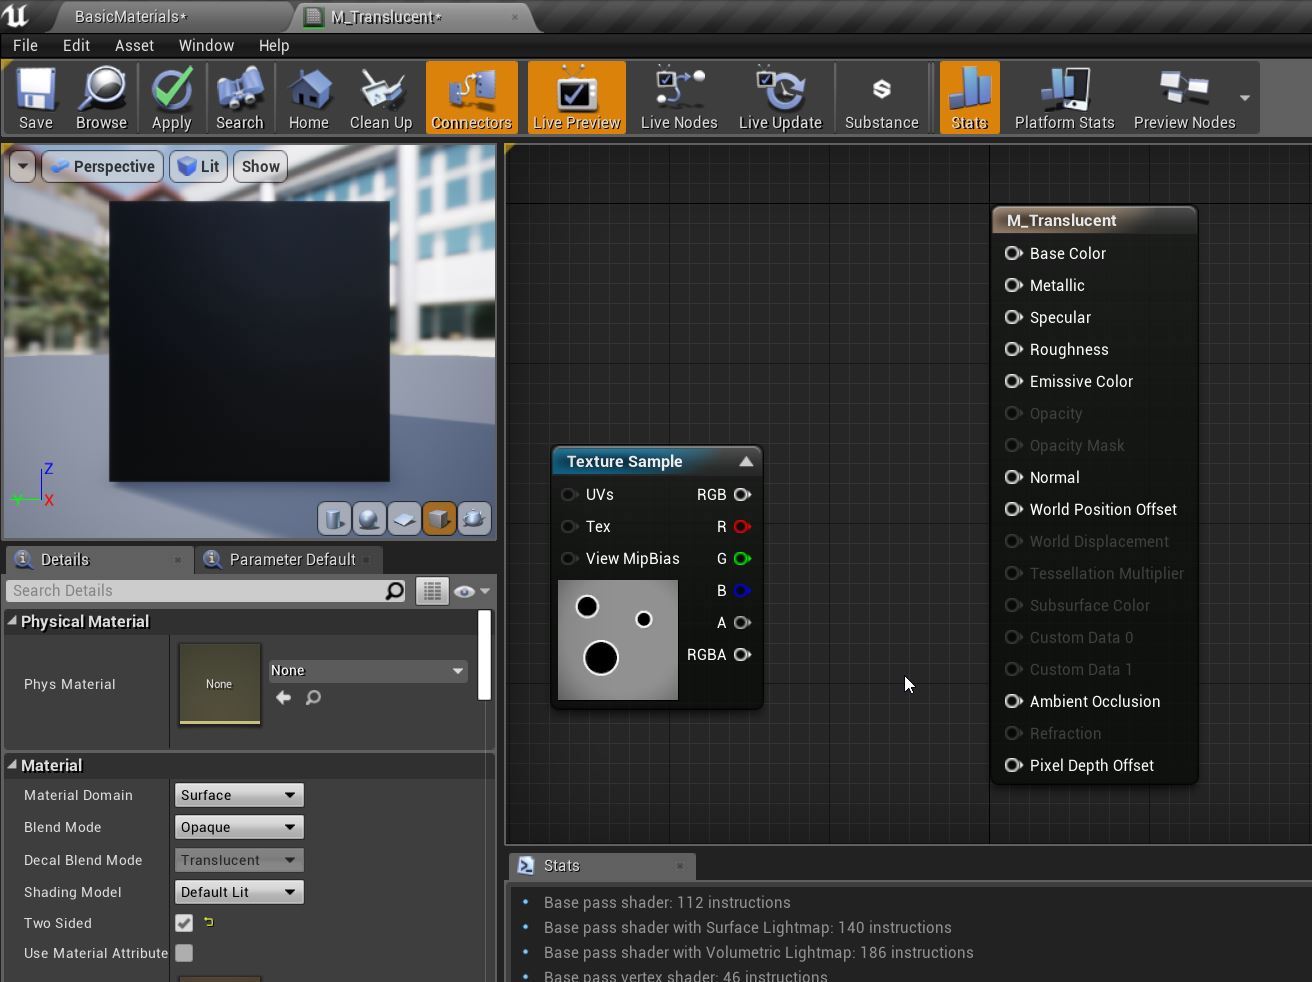 BasicMaterials*
M_Translucent*
File Edit Asset Window Help
Save Browse Apply Search Home Clean Up Connectors Live Preview Live Nodes Live Update Substance Stats Platform Stats Preview Nodes
Perspective Lit Show
Z
Y
X
Details
Parameter Default
Search Details
Physical Material
Phys Material
None
None
Material
Material Domain Surface
Blend Mode Opaque
Decal Blend Mode Translucent
Shading Model Default Lit
Two Sided
Use Material Attribute
Texture Sample
UVs RGB
Tex R
View MipBias G
B
A
RGBA
M_Translucent
Base Color
Metallic
Specular
Roughness
Emissive Color
Opacity
Opacity Mask
Normal
World Position Offset
World Displacement
Tessellation Multiplier
Subsurface Color
Custom Data 0
Custom Data 1
Ambient Occlusion
Refraction
Pixel Depth Offset
Stats
Base pass shader: 112 instructions
Base pass shader with Surface Lightmap: 140 instructions
Base pass shader with Volumetric Lightmap: 186 instructions
Base pass vertex shader: 46 instructions